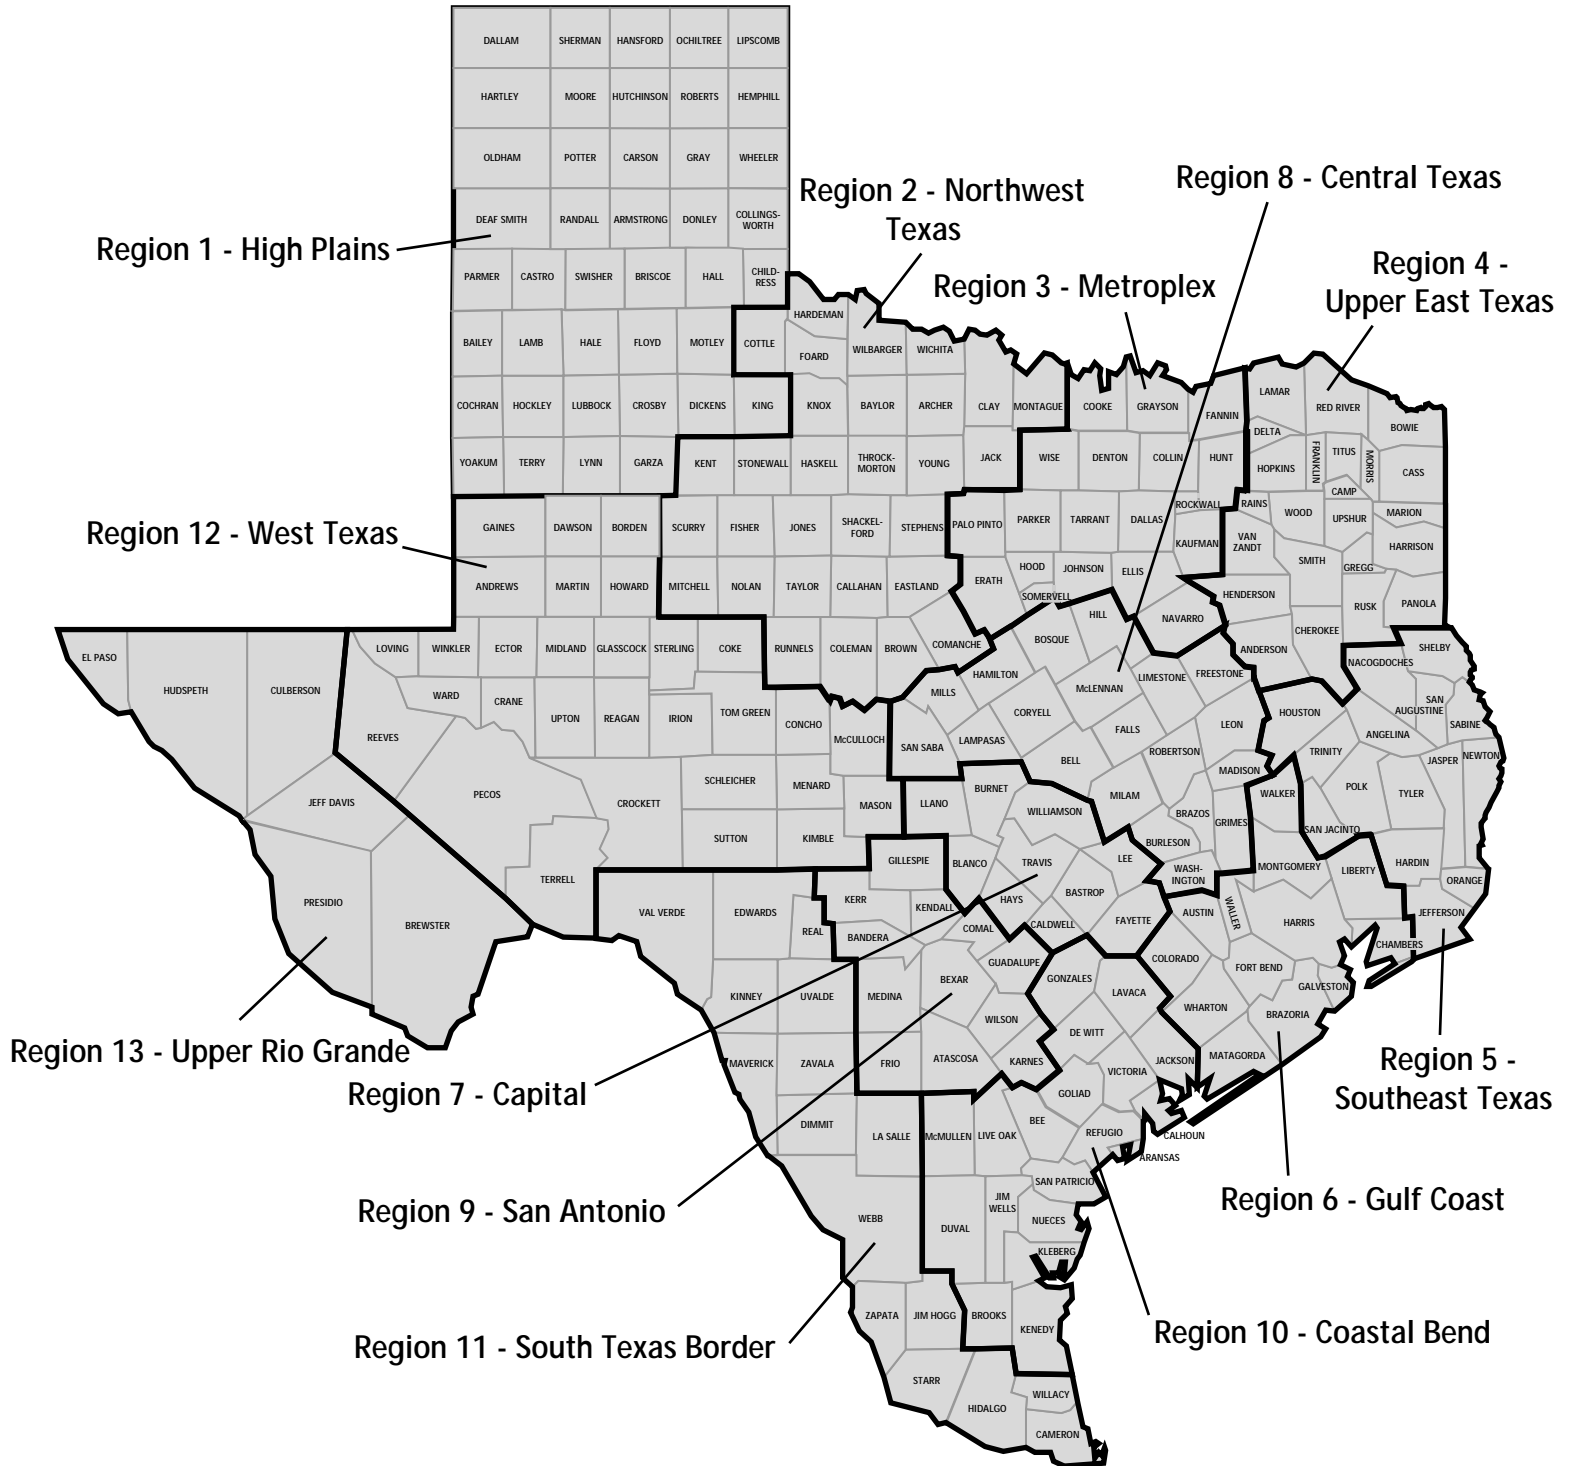 DALLAM SHERMAN HANSFORD OCHILTREE LIPSCOMB
HARTLEY MOORE HUTCHINSON ROBERTS HEMPHILL
OLDHAM POTTER CARSON GRAY WHEELER
Region 8 - Central Texas
Region 2 - Northwest
Texas
DEAF SMITH RANDALL ARMSTRONG DONLEY COLLINGS-
WORTH
Region 1 - High Plains
Region 4 -
Upper East Texas
PARMER CASTRO SWISHER BRISCOE HALL CHILD-
RESS
Region 3 - Metroplex
HARDEMAN
BAILEY LAMB HALE FLOYD MOTLEY COTTLE FOARD WILBARGER WICHITA
COCHRAN HOCKLEY LUBBOCK CROSBY DICKENS KING KNOX BAYLOR ARCHER CLAY MONTAGUE COOKE GRAYSON FANNIN LAMAR RED RIVER BOWIE
DELTA
YOAKUM TERRY LYNN GARZA KENT STONEWALL HASKELL THROCK-
MORTON YOUNG JACK WISE DENTON COLLIN HUNT HOPKINS FRANKLIN TITUS MORRIS CASS
CAMP
Region 12 - West Texas
GAINES DAWSON BORDEN SCURRY FISHER JONES SHACKEL-
FORD STEPHENS PALO PINTO PARKER TARRANT DALLAS ROCKWALL RAINS WOOD UPSHUR MARION
KAUFMAN VAN
ZANDT SMITH GREGG HARRISON
ANDREWS MARTIN HOWARD MITCHELL NOLAN TAYLOR CALLAHAN EASTLAND ERATH HOOD JOHNSON ELLIS
SOMERVELL HENDERSON RUSK PANOLA
HILL NAVARRO
EL PASO HUDSPETH CULBERSON LOVING WINKLER ECTOR MIDLAND GLASSCOCK STERLING COKE RUNNELS COLEMAN BROWN COMANCHE BOSQUE ANDERSON CHEROKEE NACOGDOCHES SHELBY
WARD CRANE HAMILTON McLENNAN LIMESTONE FREESTONE
MILLS SAN
AUGUSTINE SABINE
REEVES UPTON REAGAN IRION TOM GREEN CONCHO McCULLOCH SAN SABA LAMPASAS CORYELL FALLS LEON HOUSTON ANGELINA
BELL ROBERTSON TRINITY JASPER NEWTON
JEFF DAVIS PECOS CROCKETT SCHLEICHER MENARD MASON LLANO BURNET MILAM MADISON WALKER POLK TYLER
WILLIAMSON BRAZOS GRIMES SAN JACINTO
TERRELL SUTTON KIMBLE GILLESPIE BLANCO TRAVIS LEE BURLESON WASH-
INGTON MONTGOMERY LIBERTY HARDIN ORANGE
PRESIDIO BREWSTER VAL VERDE EDWARDS REAL KERR KENDALL HAYS BASTROP FAYETTE AUSTIN WALLER HARRIS JEFFERSON
BANDERA COMAL CALDWELL CHAMBERS
KINNEY UVALDE MEDINA BEXAR GUADALUPE GONZALES LAVACA COLORADO FORT BEND GALVESTON
WILSON DE WITT WHARTON BRAZORIA
Region 13 - Upper Rio Grande
MAVERICK ZAVALA FRIO ATASCOSA KARNES VICTORIA JACKSON MATAGORDA
Region 5 -
Southeast Texas
Region 7 - Capital
GOLIAD
DIMMIT LA SALLE McMULLEN LIVE OAK BEE REFUGIO CALHOUN
ARANSAS
SAN PATRICIO
Region 9 - San Antonio
Region 6 - Gulf Coast
WEBB DUVAL JIM
WELLS NUECES
KLEBERG
ZAPATA JIM HOGG BROOKS KENEDY
Region 11 - South Texas Border
Region 10 - Coastal Bend
STARR HIDALGO WILLACY
CAMERON